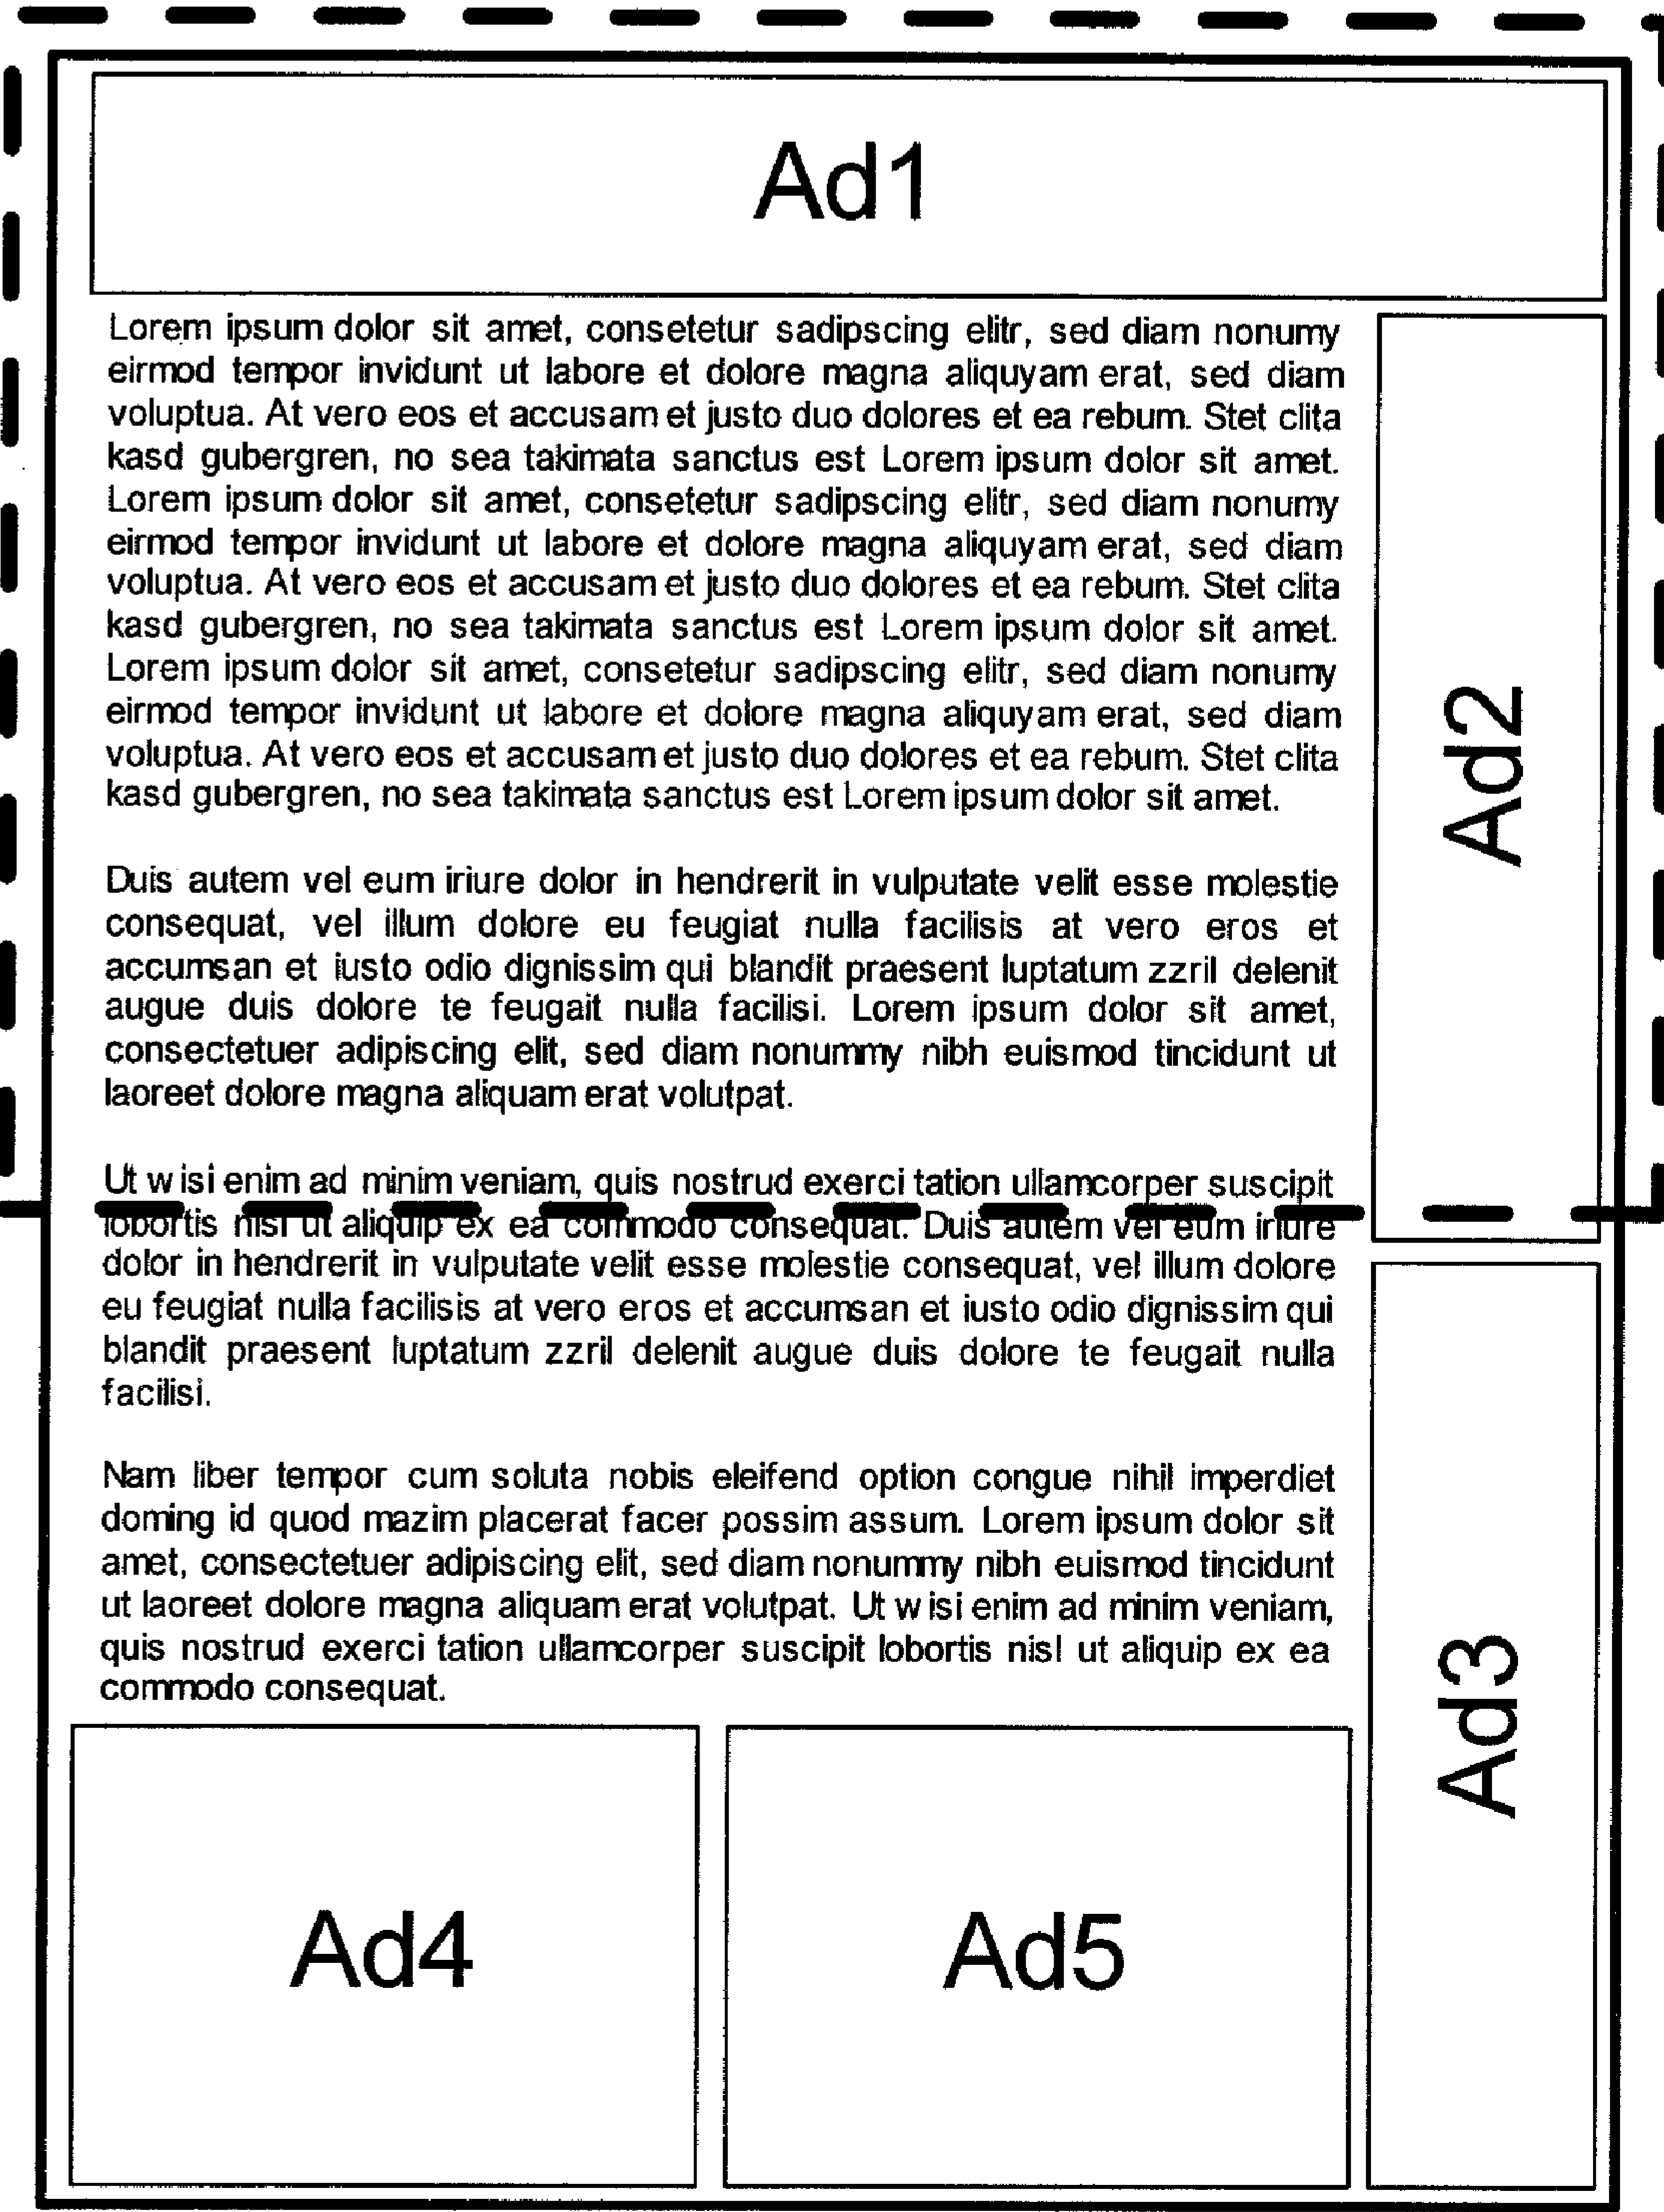 Ad1
Lorem ipsum dolor sit amet, consetetur sadipscing elitr, sed diam nonumy
eirmod tempor invidunt ut labore et dolore magna aliquyam erat, sed diam
voluptua. At vero eos et accusam et justo duo dolores et ea rebum. Stet clita
kasd gubergren, no sea takimata sanctus est Lorem ipsum dolor sit amet.
Lorem ipsum dolor sit amet, consetetur sadipscing elitr, sed diam nonumy
eirmod tempor invidunt ut labore et dolore magna aliquyam erat, sed diam
voluptua. At vero eos et accusam et justo duo dolores et ea rebum. Stet clita
kasd gubergren, no sea takimata sanctus est Lorem ipsum dolor sit amet.
Lorem ipsum dolor sit amet, consetetur sadipscing elitr, sed diam nonumy
eirmod tempor invidunt ut labore et dolore magna aliquyam erat, sed diam
voluptua. At vero eos et accusam et justo duo dolores et ea rebum. Stet clita
kasd gubergren, no sea takimata sanctus est Lorem ipsum dolor sit amet.
Duis autem vel eum iriure dolor in hendrerit in vulputate velit esse molestie
consequat, vel illum dolore eu feugiat nulla facilisis at vero eros et
accumsan et iusto odio dignissim qui blandit praesent luptatum zzril delenit
augue duis dolore te feugait nulla facilisi. Lorem ipsum dolor sit amet,
consectetuer adipiscing elit, sed diam nonummy nibh euismod tincidunt ut
laoreet dolore magna aliquam erat volutpat.
Ut wisi enim ad minim veniam, quis nostrud exerci tation ullamcorper suscipit
lobortis nisl ut aliquip ex ea commodo consequat. Duis autem vel eum iriure
dolor in hendrerit in vulputate velit esse molestie consequat, vel illum dolore
eu feugiat nulla facilisis at vero eros et accumsan et iusto odio dignissim qui
blandit praesent luptatum zzril delenit augue duis dolore te feugait nulla
facilisi.
Nam liber tempor cum soluta nobis eleifend option congue nihil imperdiet
doming id quod mazim placerat facer possim assum. Lorem ipsum dolor sit
amet, consectetuer adipiscing elit, sed diam nonummy nibh euismod tincidunt
ut laoreet dolore magna aliquam erat volutpat. Ut wisi enim ad minim veniam,
quis nostrud exerci tation ullamcorper suscipit lobortis nisl ut aliquip ex ea
commodo consequat.
Ad2
Ad3
Ad4
Ad5